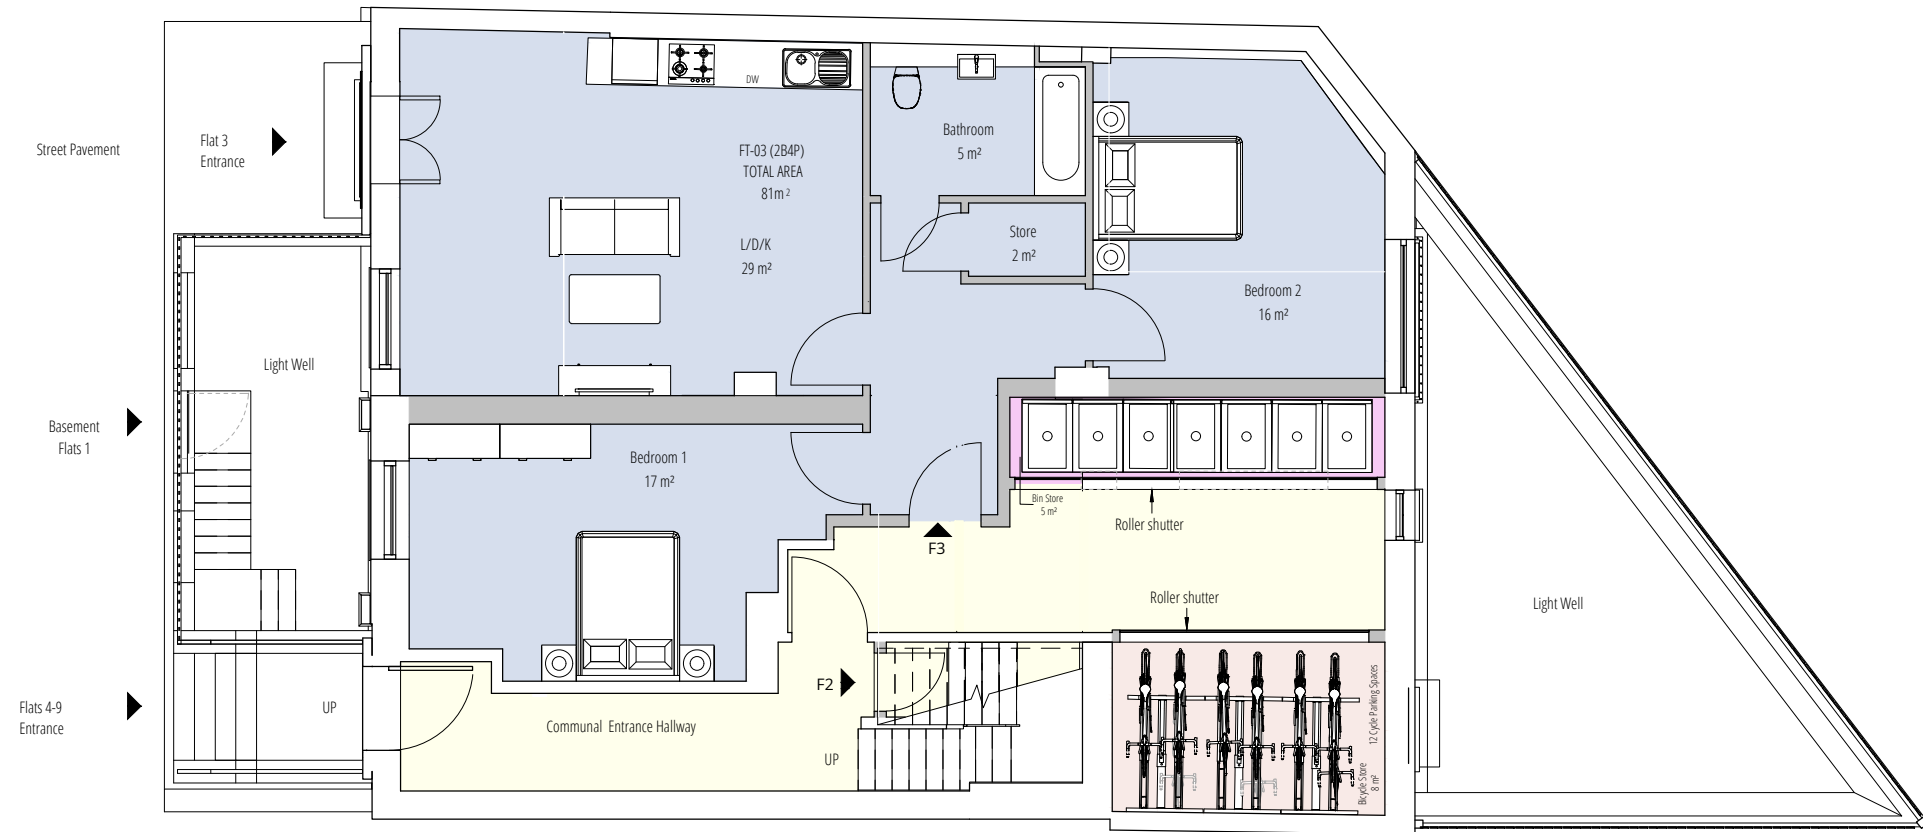 Street Pavement
Flat 3
Entrance
DW
FT-03 (2B4P)
TOTAL AREA
81m²
L/D/K
29 m²
Bathroom
5 m²
Store
2 m²
Bedroom 2
16 m²
Light Well
Basement
Flats 1
Bedroom 1
17 m²
Bin Store
5 m²
Roller shutter
F3
Roller shutter
Light Well
Flats 4-9
Entrance
UP
Communal Entrance Hallway
F2
UP
Bicycle Store
8 m²
12 Cycle Parking Spaces